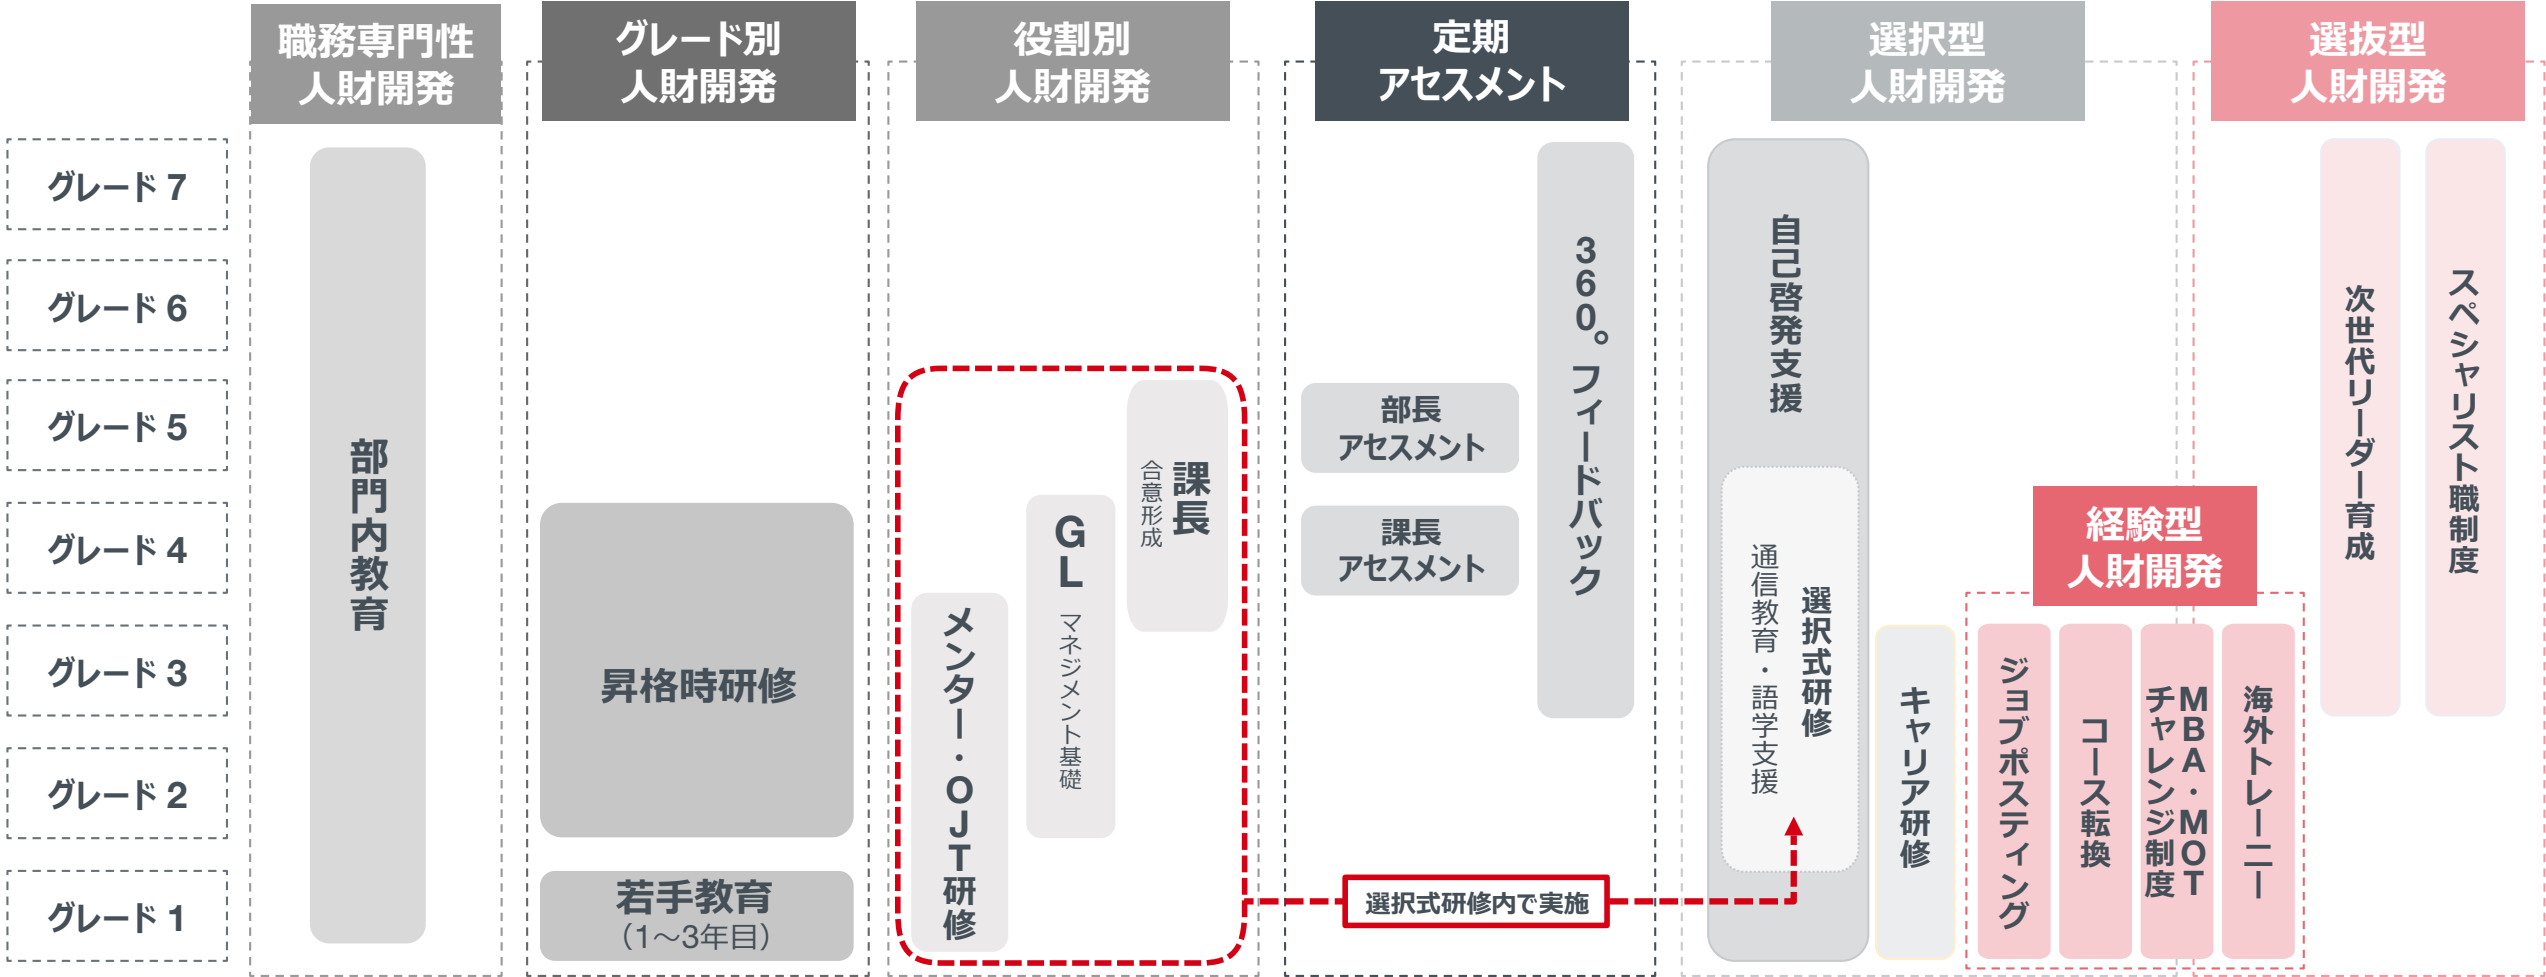 職務専門性
人財開発
グレード別
人財開発
役割別
人財開発
定期
アセスメント
選択型
人財開発
選抜型
人財開発
グレード 7
グレード 6
グレード 5
グレード 4
グレード 3
グレード 2
グレード 1
部門内教育
昇格時研修
若手教育
（1～3年目）
メンター・OJT研修
GL マネジメント基礎
課長
合意形成
部長
アセスメント
課長
アセスメント
360°フィードバック
自己啓発支援
選択式研修
通信教育・語学支援
選択式研修内で実施
キャリア研修
経験型
人財開発
ジョブポスティング
コース転換
MBA・MOT
チャレンジ制度
海外トレーニー
次世代リーダー育成
スペシャリスト職制度